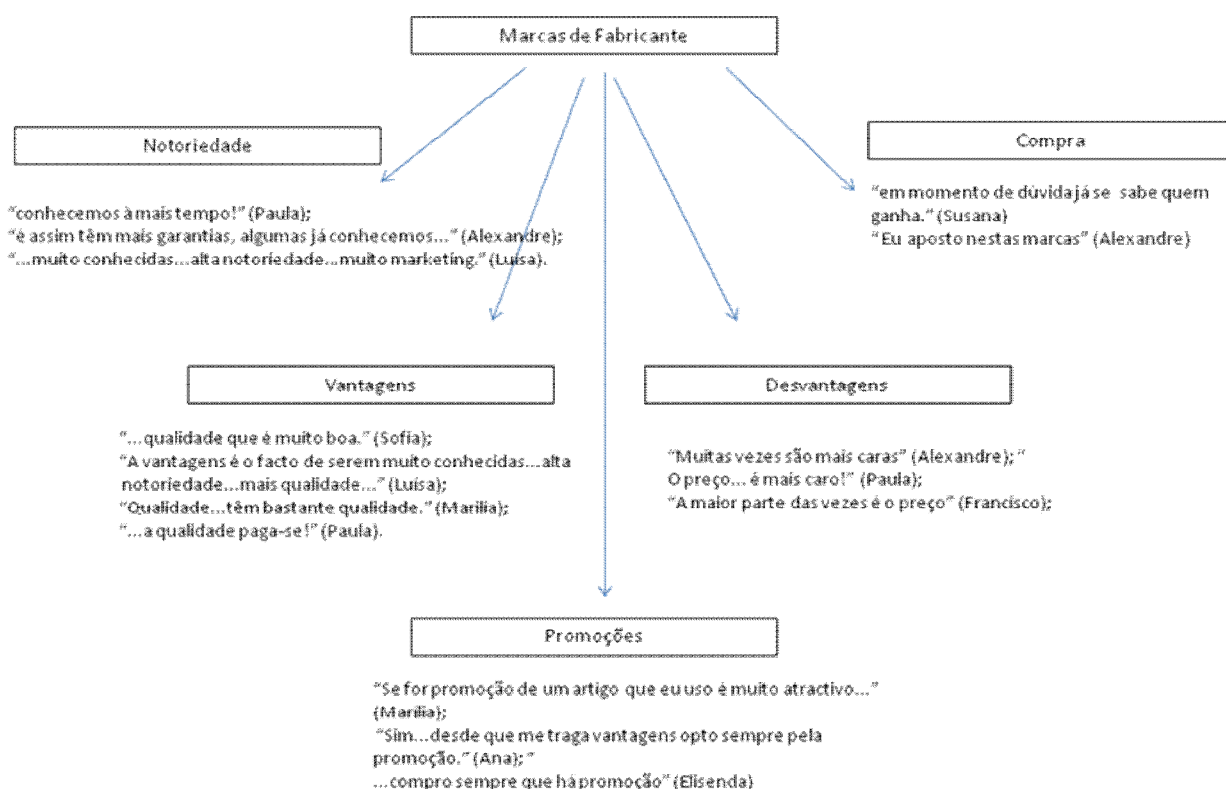 Marcas de Fabricante
Notoriedade
“conhecemos à mais tempo!” (Paula);
“é assim têm mais garantias, algumas já conhecemos...” (Alexandre);
“...muito conhecidas...alta notoriedade...muito marketing.” (Luísa).
Compra
“em momento de dúvida já se sabe quem
ganha.” (Susana)
“Eu aposto nestas marcas” (Alexandre)
Vantagens
“...qualidade que é muito boa.” (Sofia);
“A vantagens é o facto de serem muito conhecidas...alta
notoriedade...mais qualidade...” (Luísa);
“Qualidade...têm bastante qualidade.” (Marilia);
“...a qualidade paga-se!” (Paula).
Desvantagens
“Muitas vezes são mais caras” (Alexandre); “
O preço... é mais caro!” (Paula);
“A maior parte das vezes é o preço” (Francisco);
Promoções
“Se for promoção de um artigo que eu uso é muito atractivo...”
(Marilia);
“Sim...desde que me traga vantagens opto sempre pela
promoção.” (Ana); “
...compro sempre que há promoção” (Elisenda)